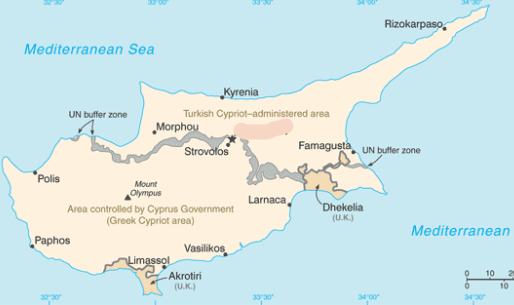 32°30'
33°00'
33°30'
34°00'
34°30'
Rizokarpaso
Mediterranean Sea
Kyrenia
UN buffer zone
Turkish Cypriot–administered area
Morphou
Strovolos
Famagusta
UN buffer zone
Polis
Mount
Olympus
Area controlled by Cyprus Government
(Greek Cypriot area)
Larnaca
Dhekelia
(U.K.)
Paphos
Vasilikos
Mediterranean
Limassol
Akrotiri
(U.K.)
0 10 20
0 10
32°30'
33°00'
33°30'
34°00'
34°30'